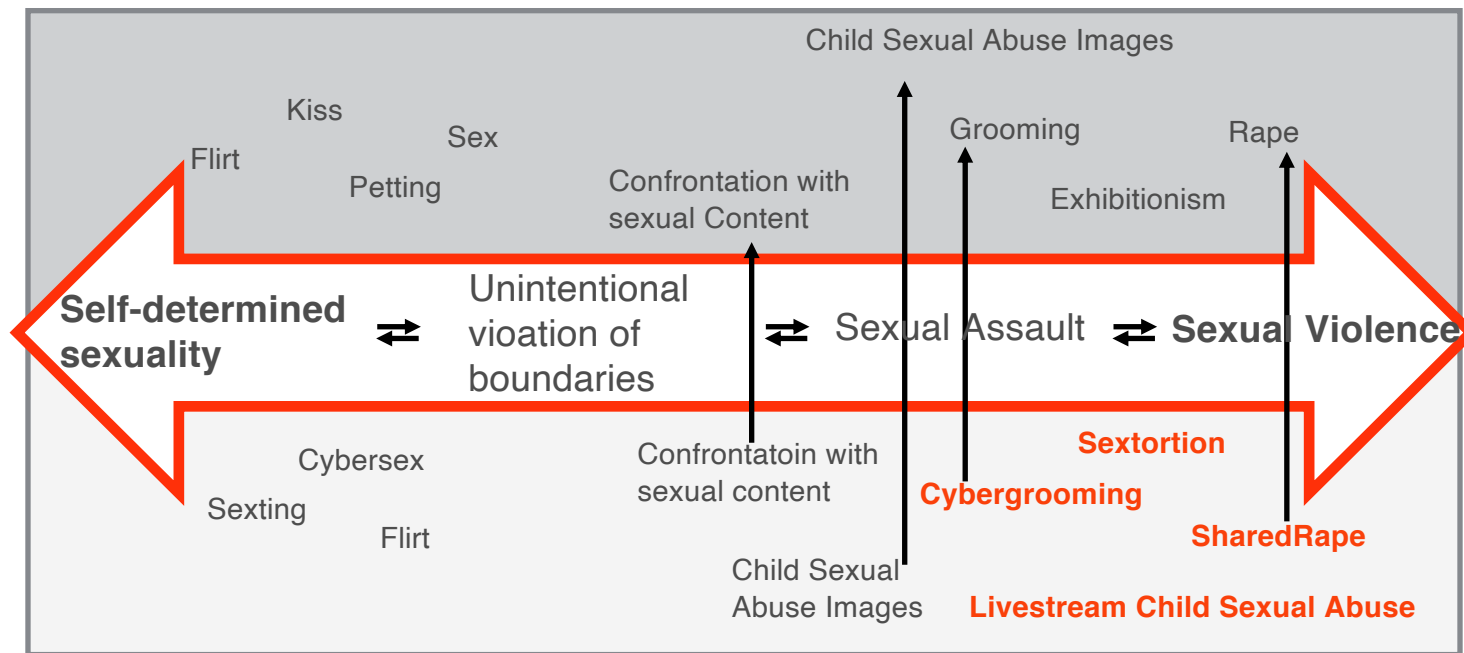 Child Sexual Abuse Images
Kiss
Sex
Grooming
Rape
Flirt
Petting
Confrontation with
sexual Content
Exhibitionism
Self-determined
sexuality
Unintentional
vioation of
boundaries
Sexual Assault
Sexual Violence
Cybersex
Sexting
Flirt
Confrontatoin with
sexual content
Sextortion
Cybergrooming
SharedRape
Child Sexual
Abuse Images
Livestream Child Sexual Abuse